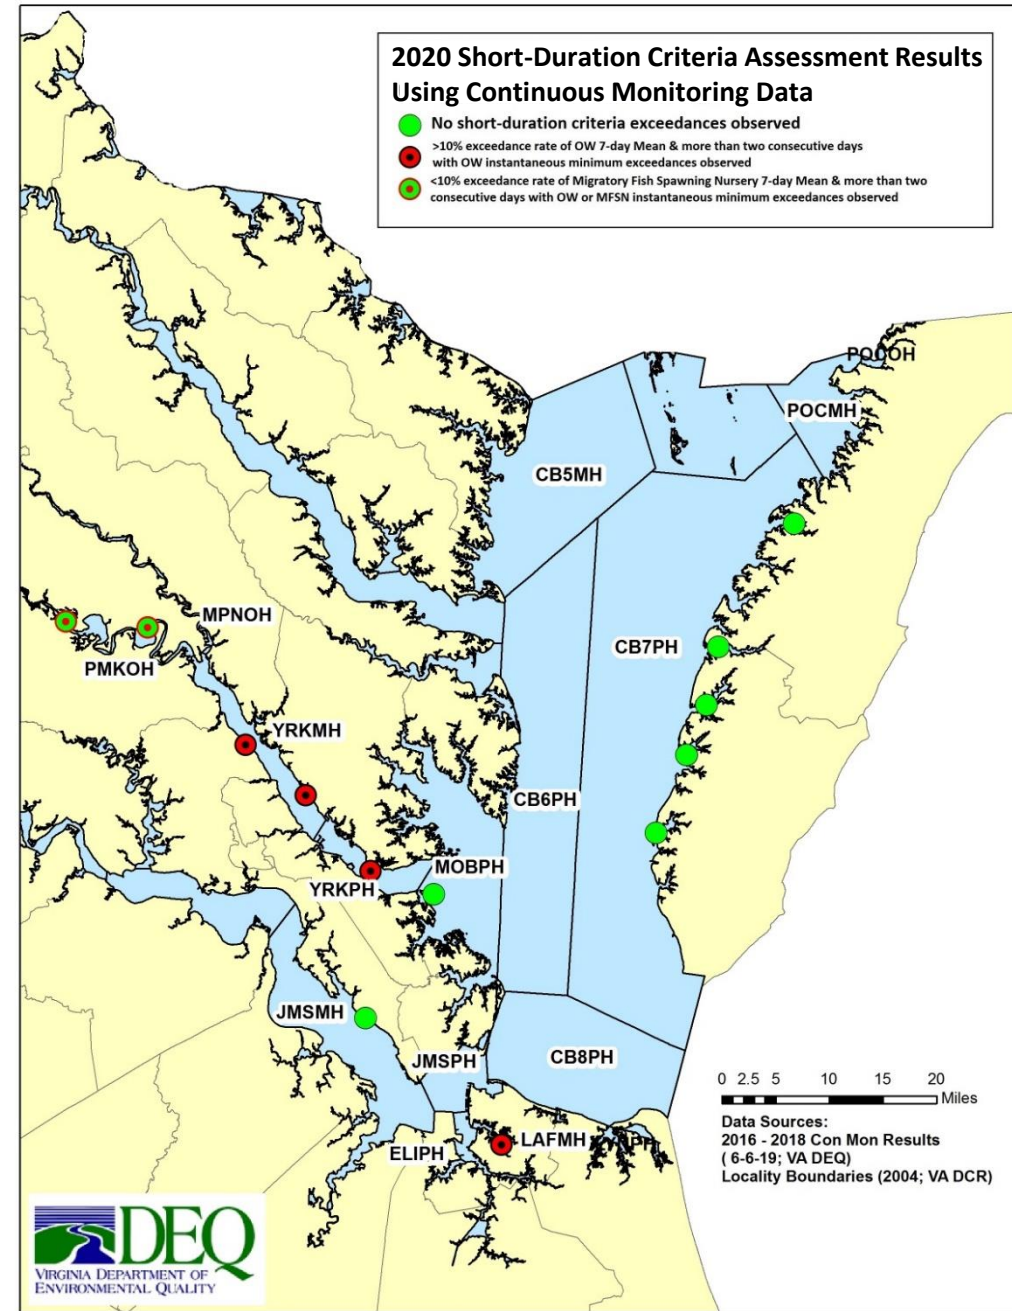 2020 Short-Duration Criteria Assessment Results
Using Continuous Monitoring Data
No short-duration criteria exceedances observed
>10% exceedance rate of OW 7-day Mean & more than two consecutive days
with OW instantaneous minimum exceedances observed
<10% exceedance rate of Migratory Fish Spawning Nursery 7-day Mean & more than two
consecutive days with OW or MFSN instantaneous minimum exceedances observed
POCOH
POCMH
CB5MH
MPNOH
CB7PH
PMKOH
YRKMH
CB6PH
MOBPH
YRKPH
JMSMH
CB8PH
JMSPH
LAFMH
ELIPH
0 2.5 5 10 15 20
Miles
Data Sources:
2016 - 2018 Con Mon Results
( 6-6-19; VA DEQ)
Locality Boundaries (2004; VA DCR)
DEQ
VIRGINIA DEPARTMENT OF
ENVIRONMENTAL QUALITY